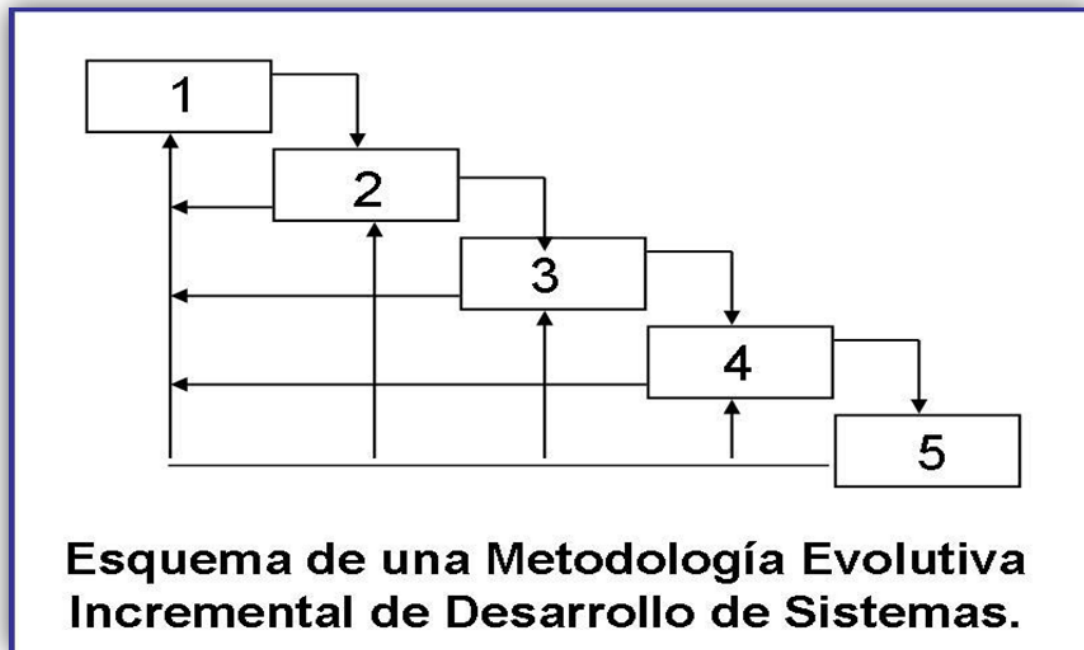 1
2
3
4
5
Esquema de una Metodología Evolutiva
Incremental de Desarrollo de Sistemas.